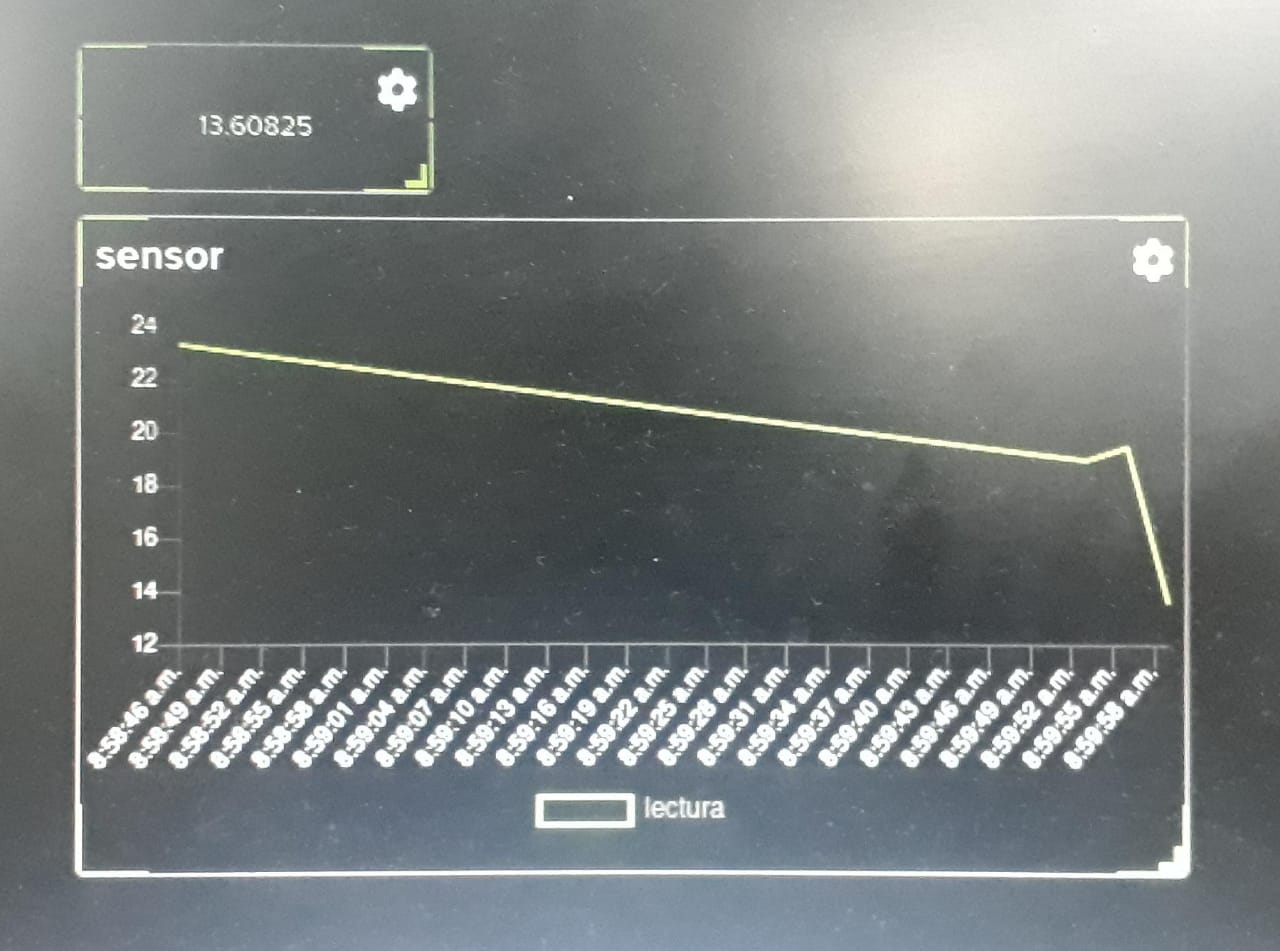 13.60825
sensor
24
22
20
18
16
14
12
8:58:46 a.m.
8:58:49 a.m.
8:58:52 a.m.
8:58:55 a.m.
8:58:58 a.m.
8:59:01 a.m.
8:59:04 a.m.
8:59:07 a.m.
8:59:10 a.m.
8:59:13 a.m.
8:59:16 a.m.
8:59:19 a.m.
8:59:22 a.m.
8:59:25 a.m.
8:59:28 a.m.
8:59:31 a.m.
8:59:34 a.m.
8:59:37 a.m.
8:59:40 a.m.
8:59:43 a.m.
8:59:46 a.m.
8:59:49 a.m.
8:59:52 a.m.
8:59:55 a.m.
8:59:58 a.m.
lectura